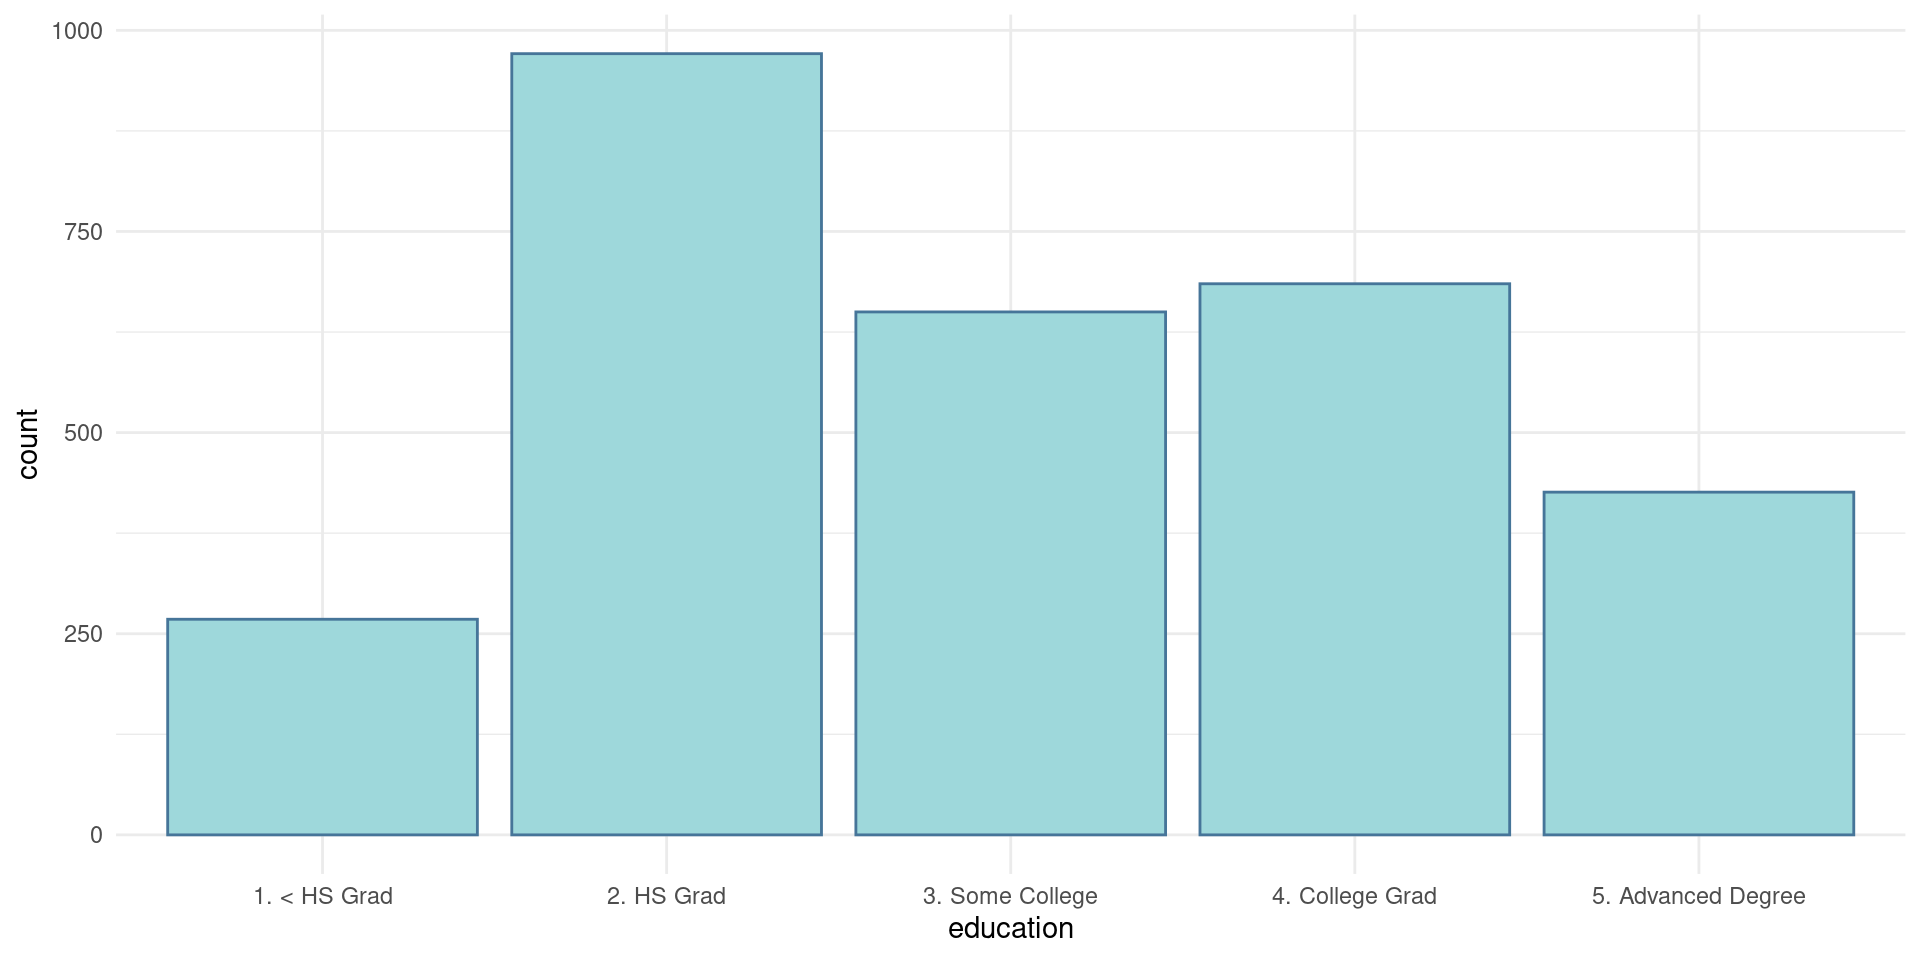 1000
750
500
250
0
count
1. < HS Grad
2. HS Grad
3. Some College
4. College Grad
5. Advanced Degree
education